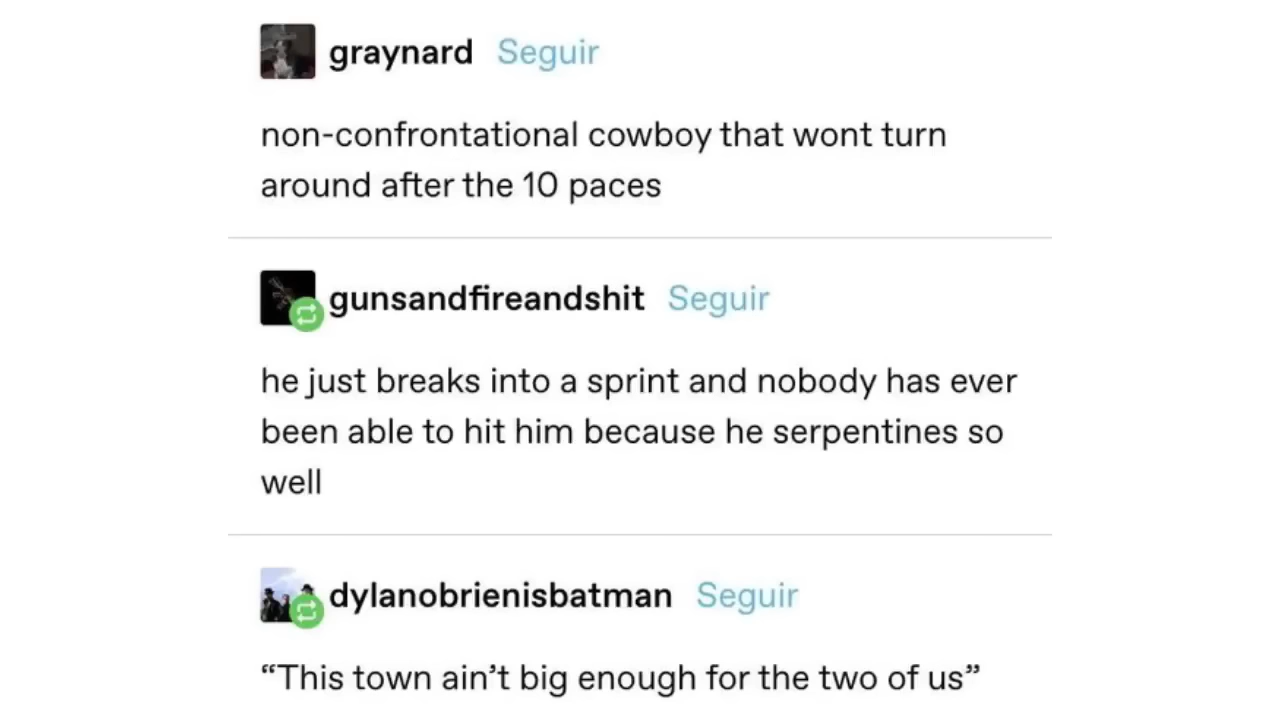 graynard Seguir
non-confrontational cowboy that wont turn
around after the 10 paces
gunsandfireandshit Seguir
he just breaks into a sprint and nobody has ever
been able to hit him because he serpentines so
well
dylanobrienisbatman Seguir
“This town ain’t big enough for the two of us”